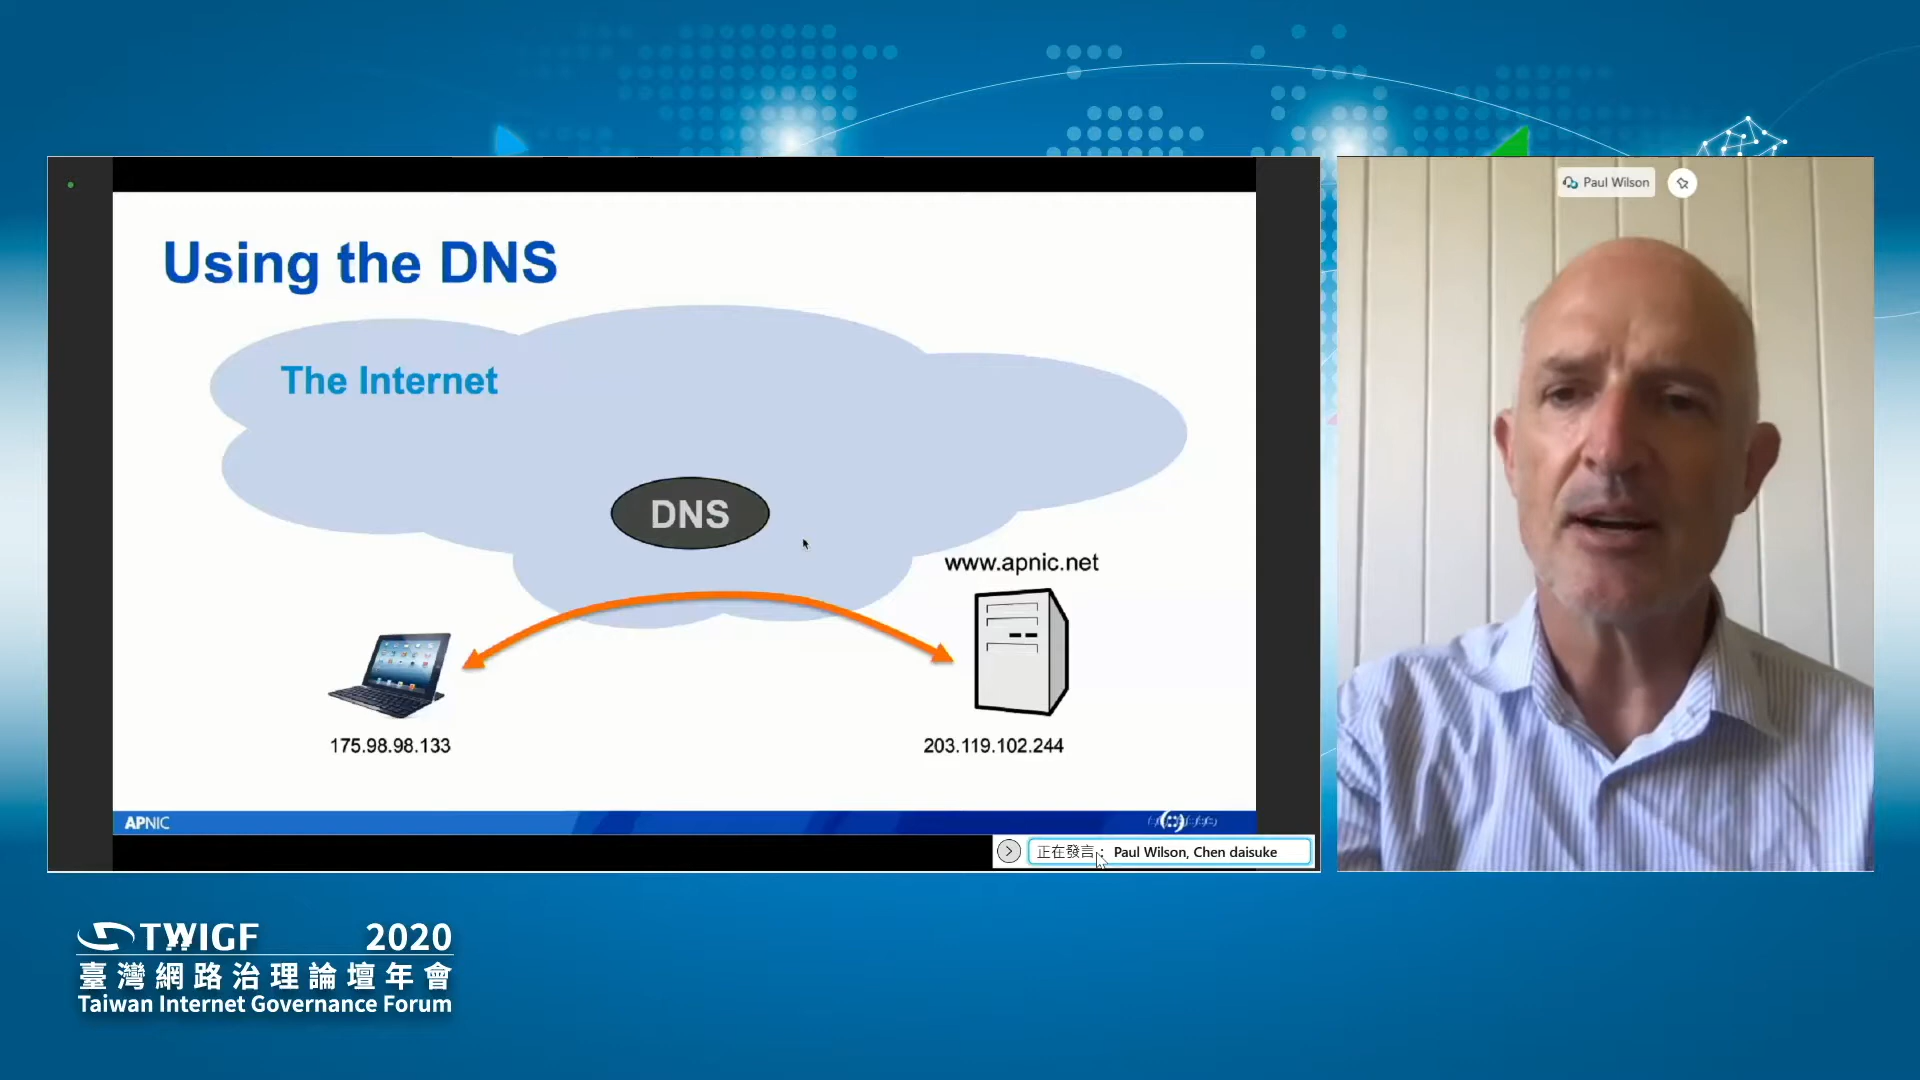 Paul Wilson
Using the DNS
The Internet
DNS
www.apnic.net
175.98.98.133
203.119.102.244
APNIC
正在發言： Paul Wilson, Chen daisuke
TWIGF 2020
臺灣網路治理論壇年會
Taiwan Internet Governance Forum